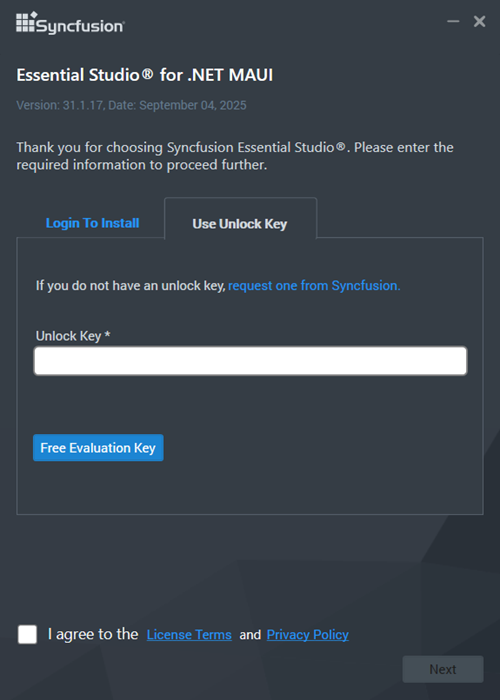 Syncfusion®
Essential Studio® for .NET MAUI
Version: 31.1.17, Date: September 04, 2025
Thank you for choosing Syncfusion Essential Studio®. Please enter the
required information to proceed further.
Login To Install
Use Unlock Key
If you do not have an unlock key, request one from Syncfusion.
Unlock Key *
Free Evaluation Key
I agree to the License Terms and Privacy Policy
Next